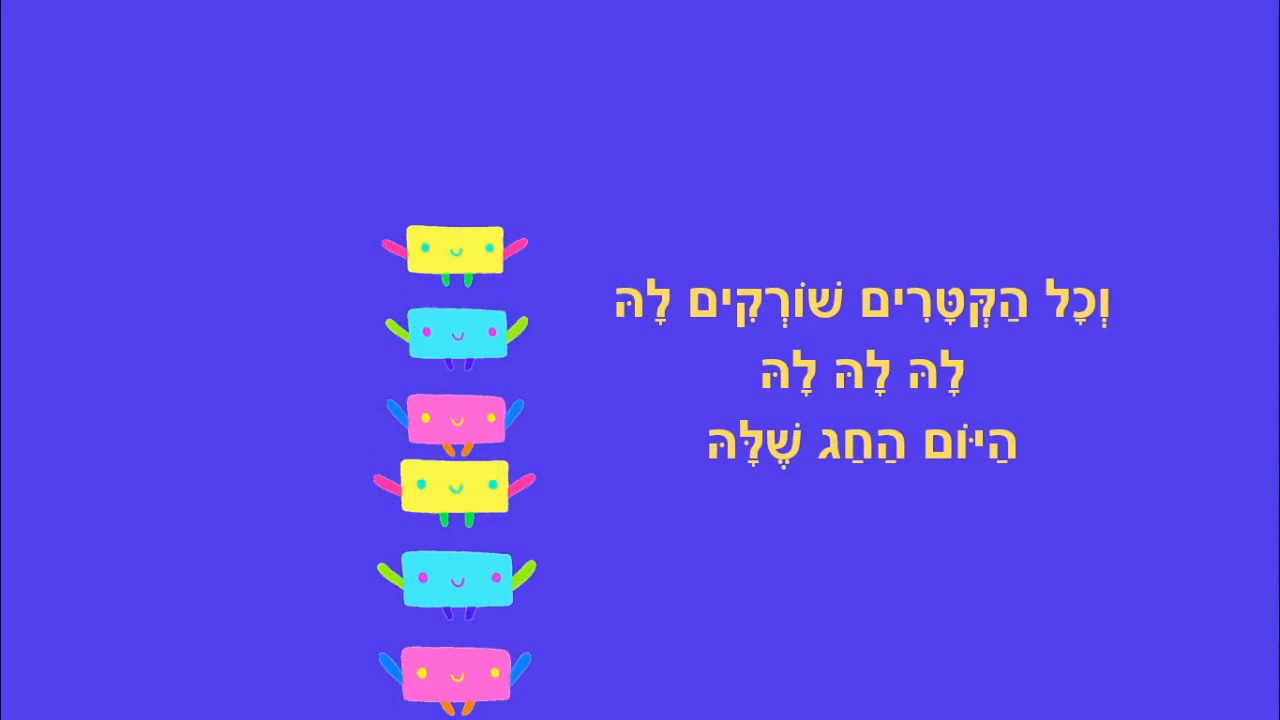 וְכָל הַקְּטָּרִים שׁוֹרְקִים לָהּ
לָהּ לָהּ לָהּ
הַיּוֹם הַחַג שֶׁלָּהּ